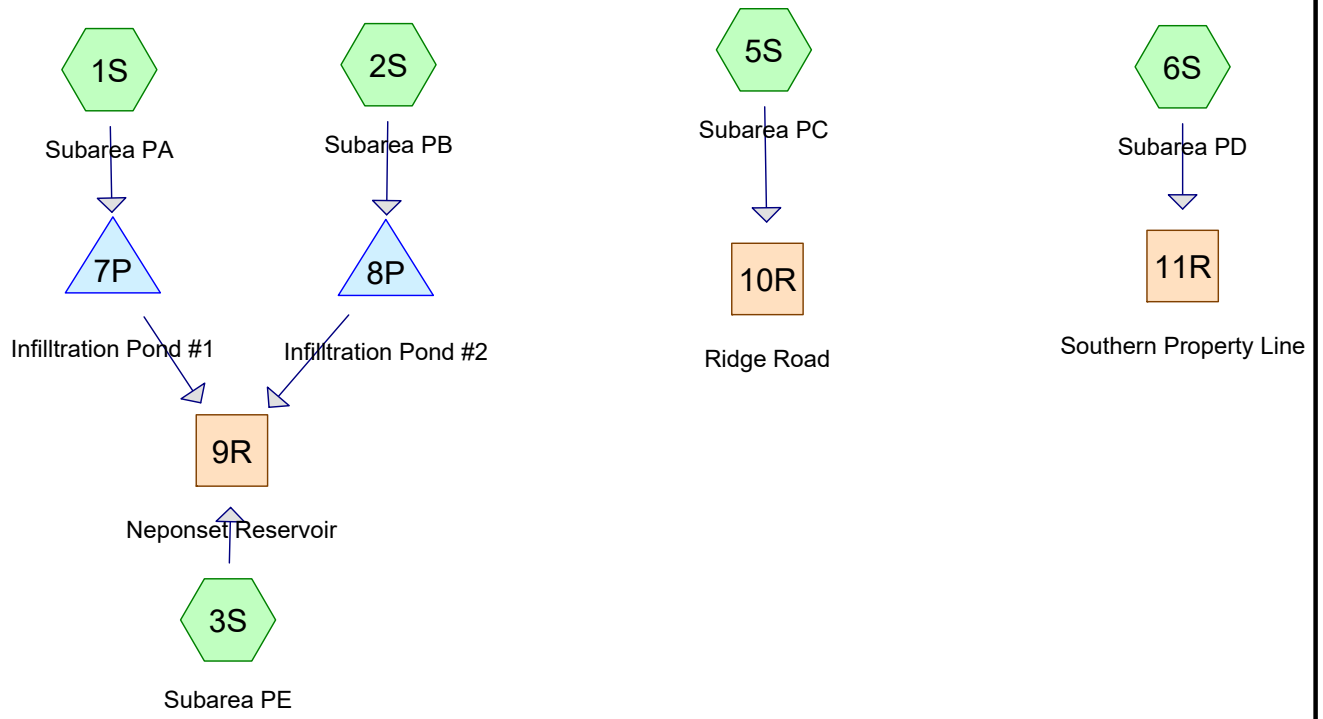 1S
Subarea PA
2S
Subarea PB
5S
Subarea PC
6S
Subarea PD
7P
Infilltration Pond #1
8P
Infilltration Pond #2
10R
Ridge Road
11R
Southern Property Line
9R
Neponset Reservoir
3S
Subarea PE